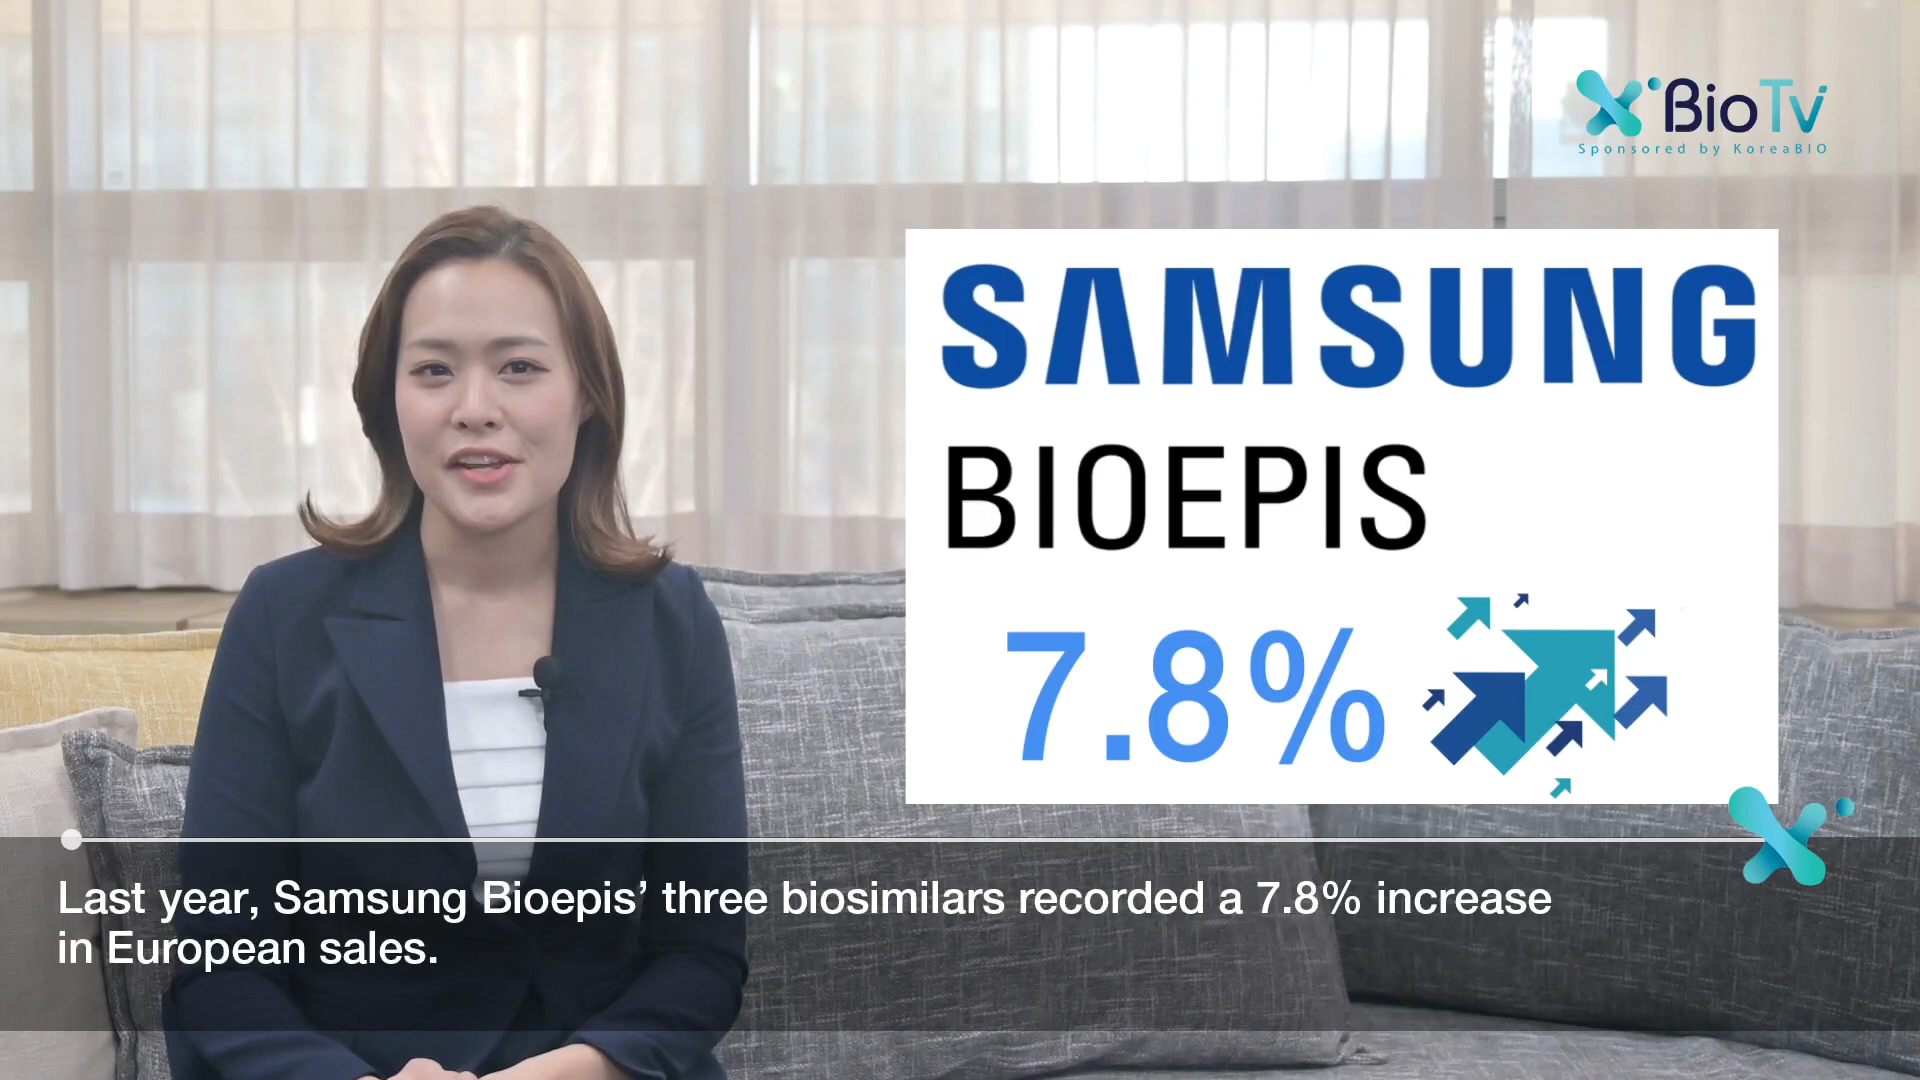 BioTv
Sponsored by KoreaBIO
SAMSUNG
BIOEPIS
7.8%
Last year, Samsung Bioepis’ three biosimilars recorded a 7.8% increase
in European sales.